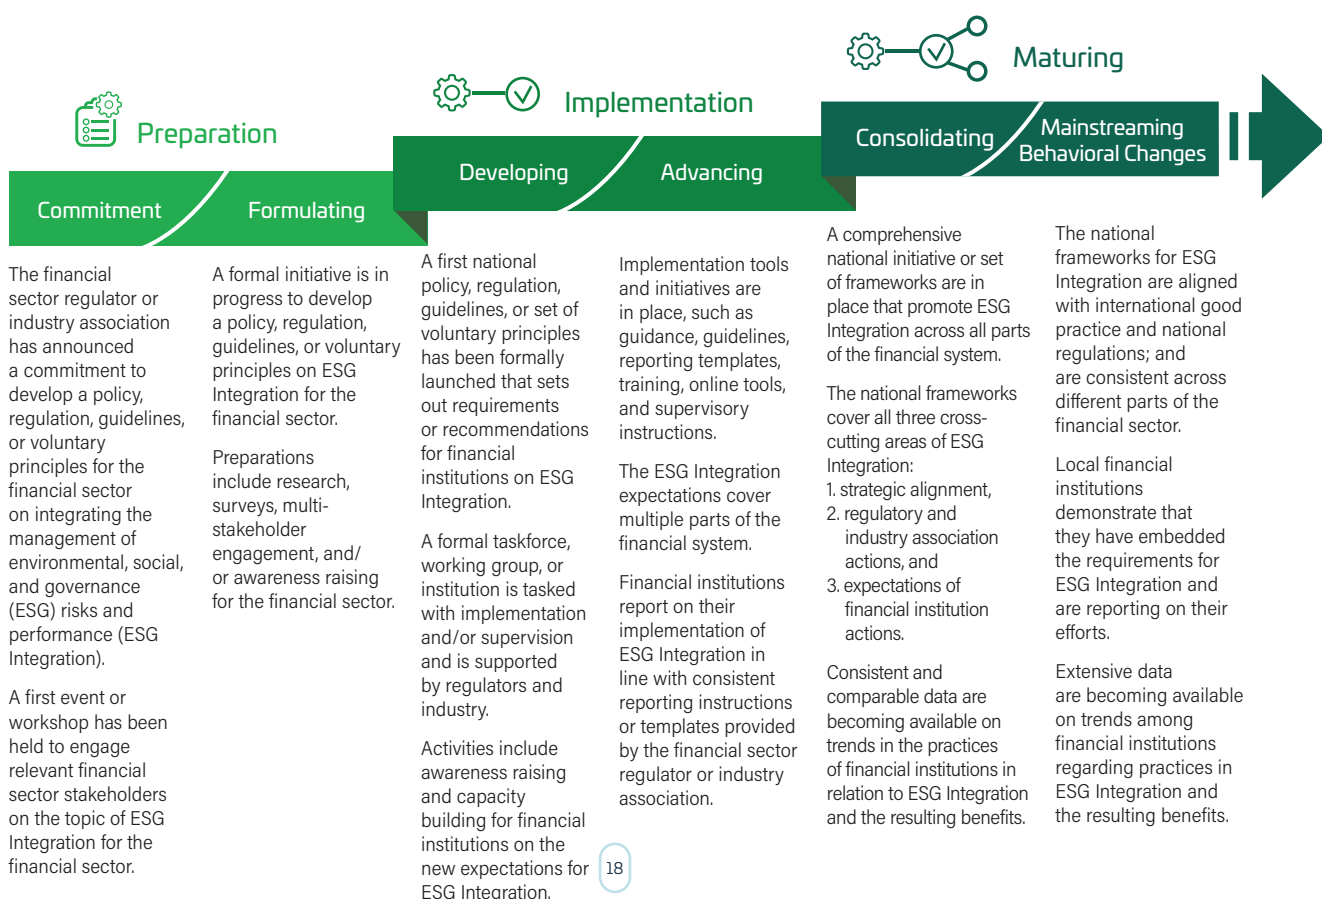 Preparation
Commitment
Formulating
The financial
sector regulator or
industry association
has announced
a commitment to
develop a policy,
regulation, guidelines,
or voluntary
principles for the
financial sector
on integrating the
management of
environmental, social,
and governance
(ESG) risks and
performance (ESG
Integration).
A first event or
workshop has been
held to engage
relevant financial
sector stakeholders
on the topic of ESG
Integration for the
financial sector.
A formal initiative is in
progress to develop
a policy, regulation,
guidelines, or voluntary
principles on ESG
Integration for the
financial sector.
Preparations
include research,
surveys, multi-
stakeholder
engagement, and/
or awareness raising
for the financial sector.
Implementation
Developing
Advancing
A first national
policy, regulation,
guidelines, or set of
voluntary principles
has been formally
launched that sets
out requirements
or recommendations
for financial
institutions on ESG
Integration.
A formal taskforce,
working group, or
institution is tasked
with implementation
and/or supervision
and is supported
by regulators and
industry.
Activities include
awareness raising
and capacity
building for financial
institutions on the
new expectations for
ESG Integration.
Implementation tools
and initiatives are
in place, such as
guidance, guidelines,
reporting templates,
training, online tools,
and supervisory
instructions.
The ESG Integration
expectations cover
multiple parts of the
financial system.
Financial institutions
report on their
implementation of
ESG Integration in
line with consistent
reporting instructions
or templates provided
by the financial sector
regulator or industry
association.
Maturing
Consolidating
Mainstreaming
Behavioral Changes
A comprehensive
national initiative or set
of frameworks are in
place that promote ESG
Integration across all parts
of the financial system.
The national frameworks
cover all three cross-
cutting areas of ESG
Integration:
1. strategic alignment,
2. regulatory and
industry association
actions, and
3. expectations of
financial institution
actions.
Consistent and
comparable data are
becoming available on
trends in the practices
of financial institutions in
relation to ESG Integration
and the resulting benefits.
The national
frameworks for ESG
Integration are aligned
with international good
practice and national
regulations; and
are consistent across
different parts of the
financial sector.
Local financial
institutions
demonstrate that
they have embedded
the requirements for
ESG Integration and
are reporting on their
efforts.
Extensive data
are becoming available
on trends among
financial institutions
regarding practices in
ESG Integration and
the resulting benefits.
18